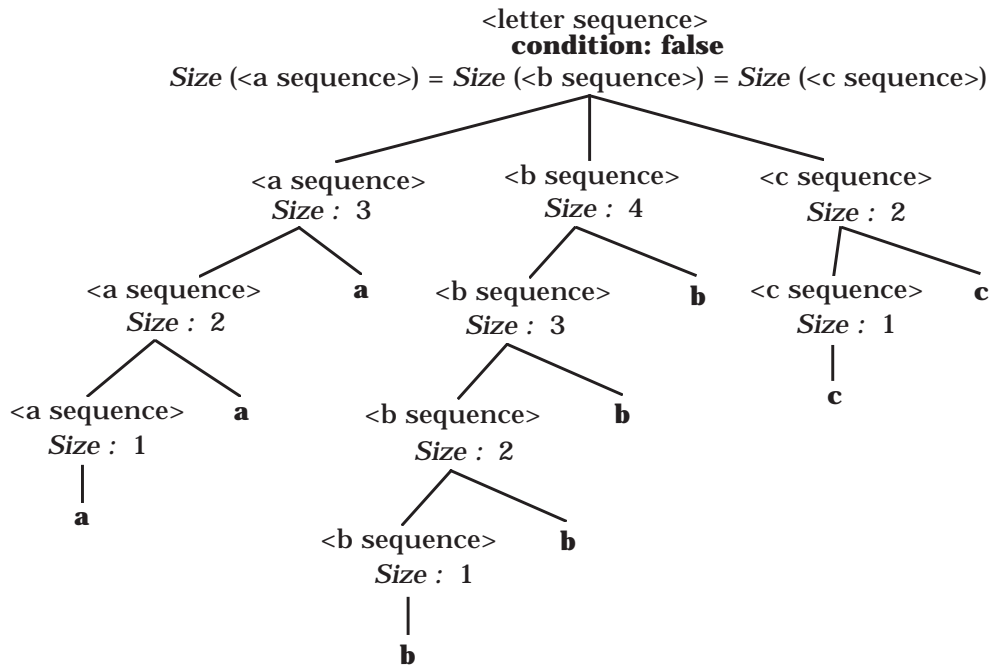 <letter sequence>
condition: false
Size (<a sequence>) = Size (<b sequence>) = Size (<c sequence>)
<a sequence> <b sequence> <c sequence>
Size : 3 Size : 4 Size : 2
<a sequence> a <b sequence> b <c sequence> c
Size : 2 Size : 3 Size : 1
<a sequence> a <b sequence> b c
Size : 1 Size : 2
a
<b sequence> b
Size : 1
b